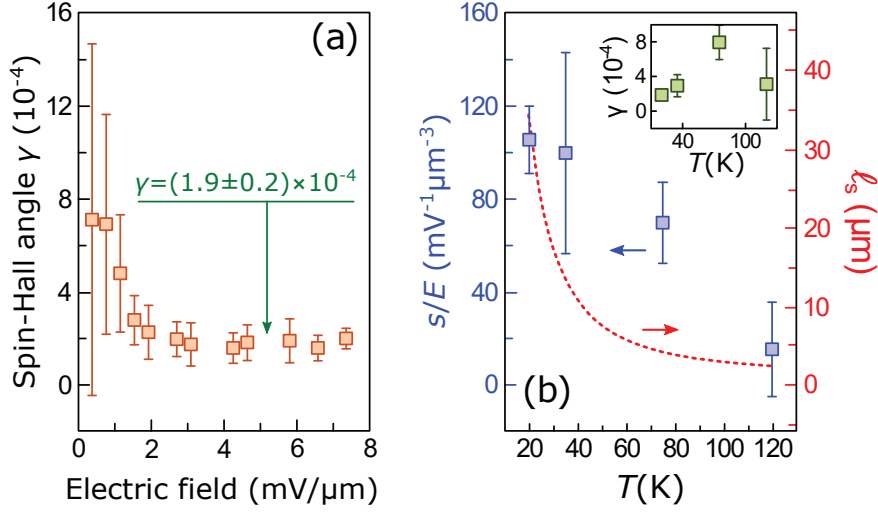 (a)
Spin-Hall angle γ (10⁻⁴)
16
12
8
4
0
γ=(1.9±0.2)×10⁻⁴
0 2 4 6 8
Electric field (mV/µm)
(b)
s/E (mV⁻¹µm⁻³)
160
120
80
40
0
20 40 60 80 100 120
T(K)
ℓs (µm)
40
30
20
10
0
γ (10⁻⁴)
8
4
0
40 100
T(K)